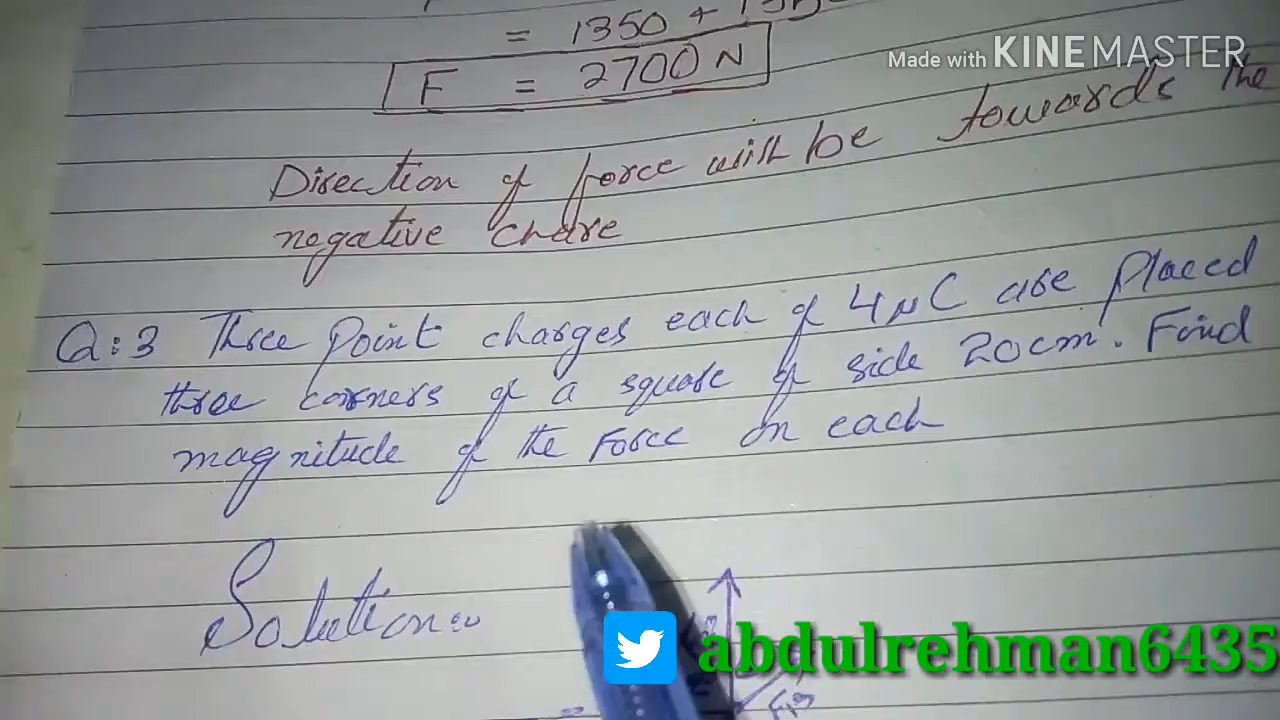 = 1350 +
Made with KINEMASTER
F = 2700 N
Direction of force will be towards the
negative chare
Q:3 Three Point charges each of 4μC are Placed
three corners of a square of side 20cm. Find
magnitude of the Force on each
Solution:
abdulrehman6435
F13